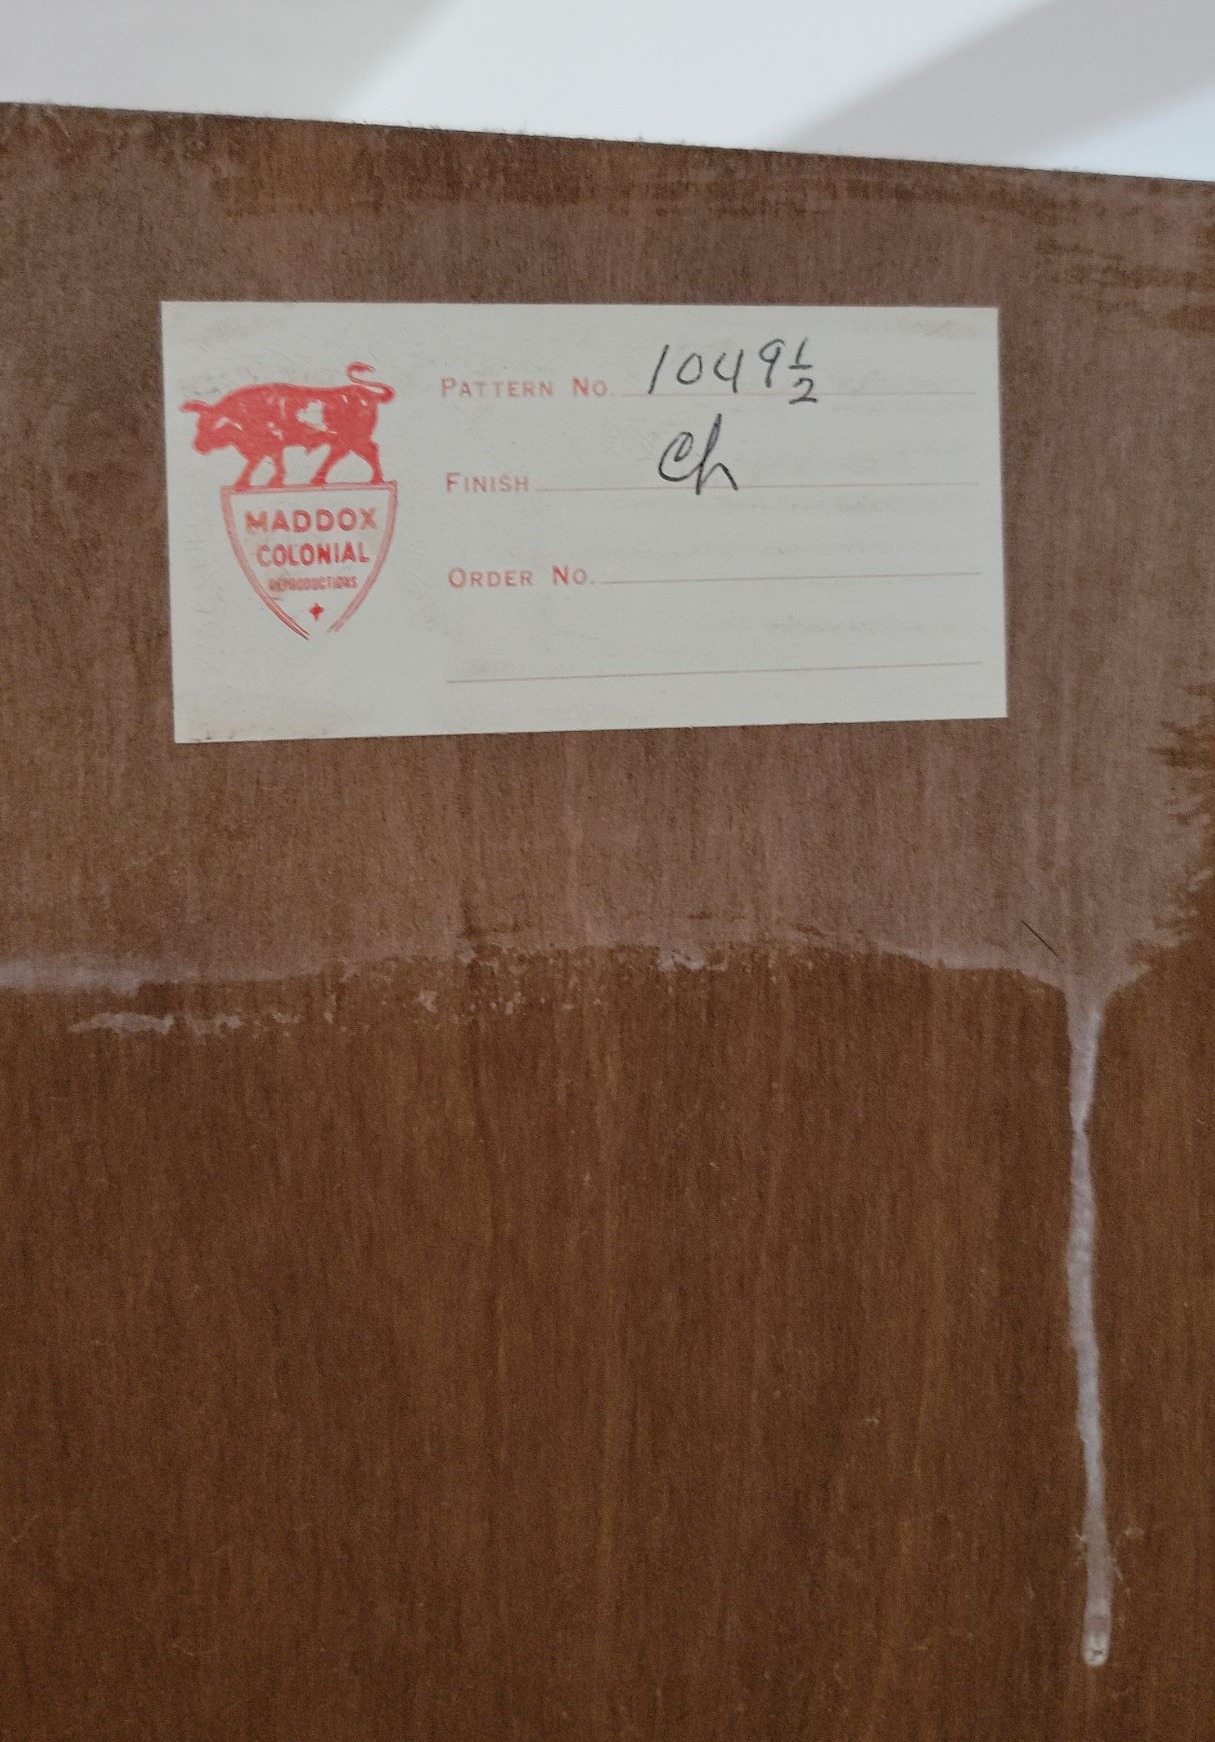 PATTERN NO. 1049½
FINISH Ch
ORDER NO.
MADDOX
COLONIAL
REPRODUCTIONS